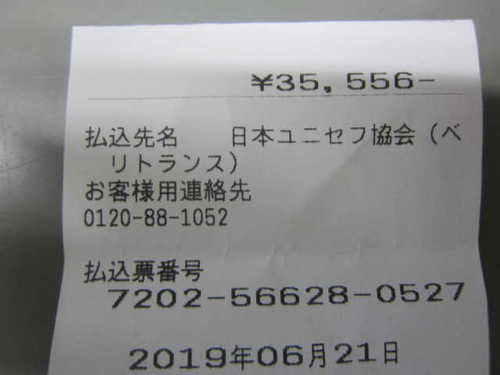 ¥35,556-
払込先名　日本ユニセフ協会（ベ
リトランス）
お客様用連絡先
0120-88-1052
払込票番号
7202-56628-0527
2019年06月21日